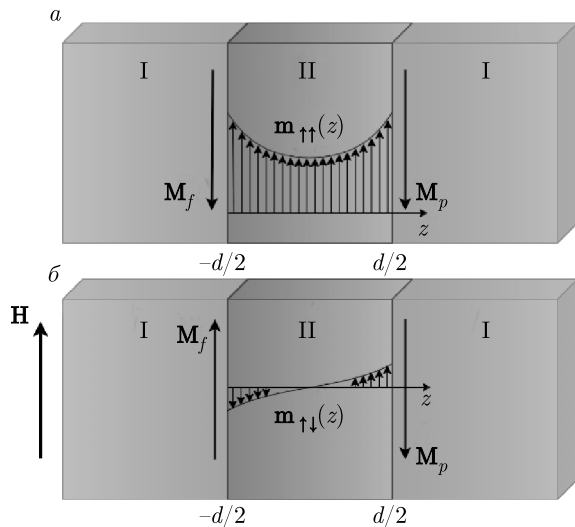 а
I II I
m↑↑(z)
M_f M_p
z
–d/2 d/2
б
H
M_f
I II I
z
m↑↓(z)
M_p
–d/2 d/2